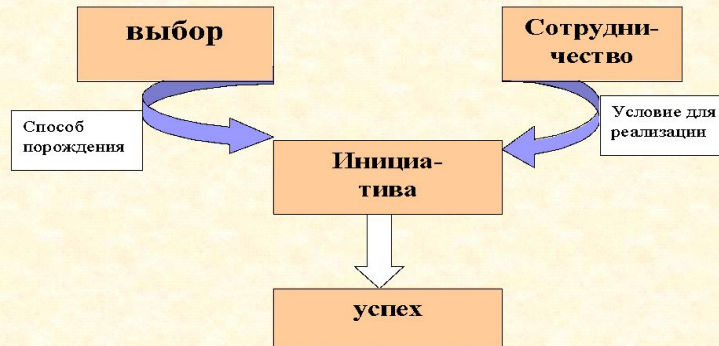 выбор
Сотрудни-
чество
Способ
порождения
Условие для
реализации
Инициа-
тива
успех